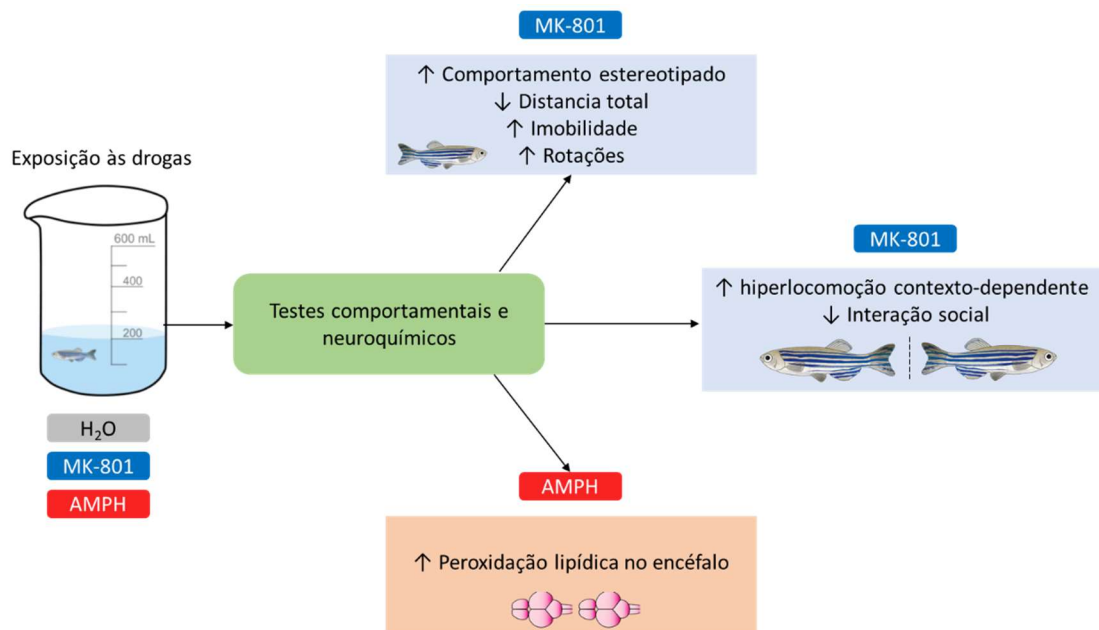 MK-801
↑ Comportamento estereotipado
↓ Distancia total
↑ Imobilidade
↑ Rotações
Exposição às drogas
600 mL
400
200
H₂O
MK-801
AMPH
Testes comportamentais e
neuroquímicos
MK-801
↑ hiperlocomoção contexto-dependente
↓ Interação social
AMPH
↑ Peroxidação lipídica no encéfalo